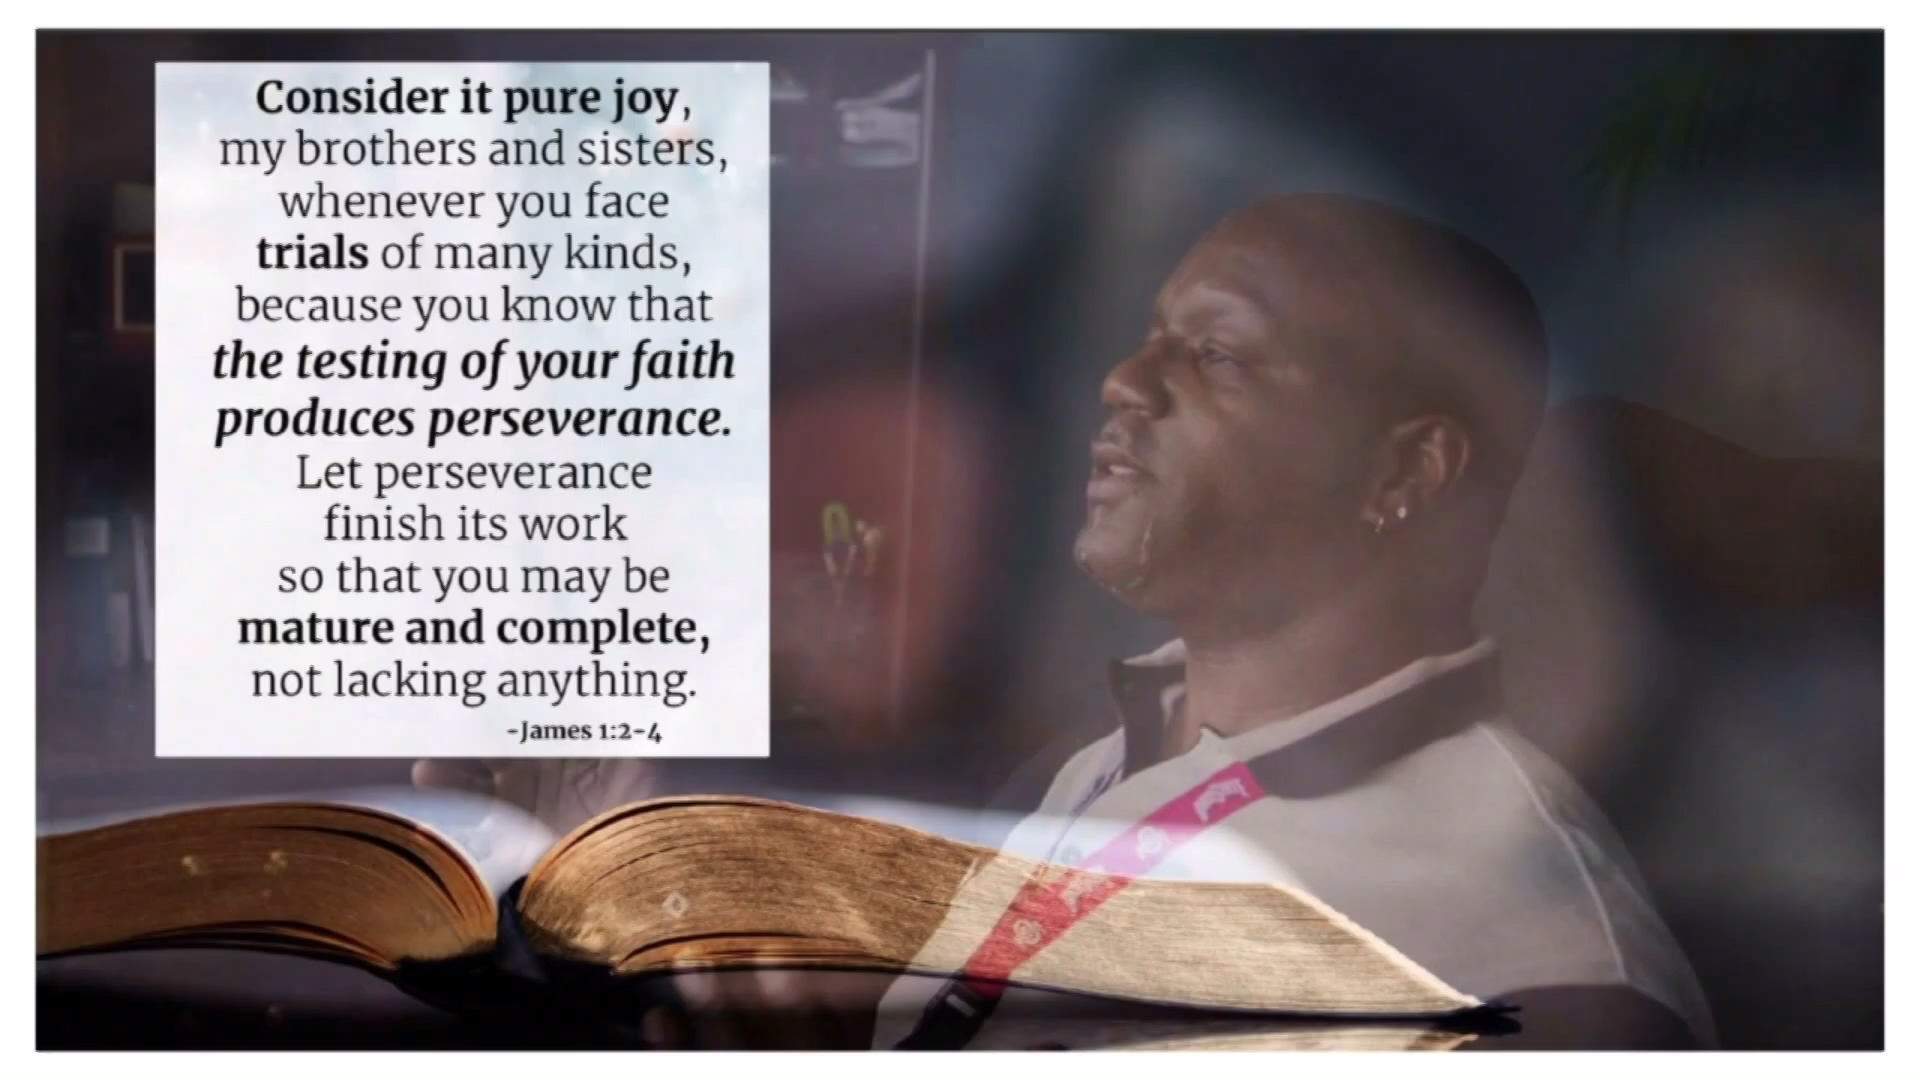 Consider it pure joy,
my brothers and sisters,
whenever you face
trials of many kinds,
because you know that
the testing of your faith
produces perseverance.
Let perseverance
finish its work
so that you may be
mature and complete,
not lacking anything.
-James 1:2-4